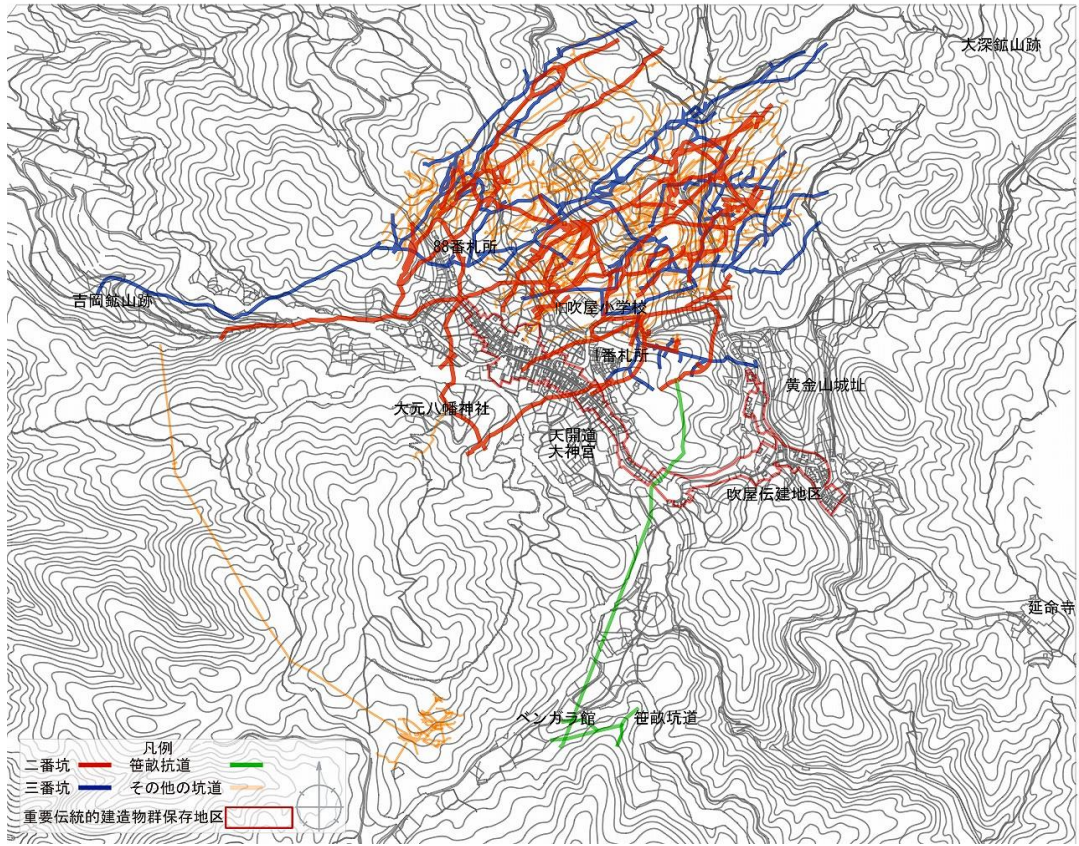 大深鉱山跡
88番札所
吉岡鉱山跡
旧吹屋小学校
1番札所
黄金山城址
大元八幡神社
天開道
大神宮
吹屋伝建地区
延命寺
ベンガラ館
笹畝坑道
凡例
二番坑
笹畝抗道
三番坑
その他の坑道
重要伝統的建造物群保存地区